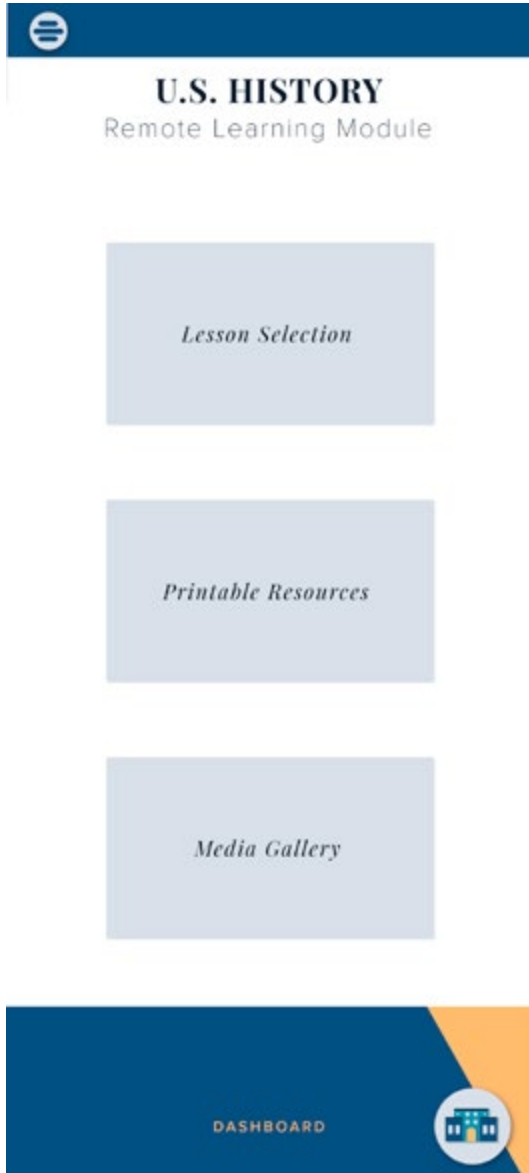 U.S. HISTORY
Remote Learning Module
Lesson Selection
Printable Resources
Media Gallery
DASHBOARD